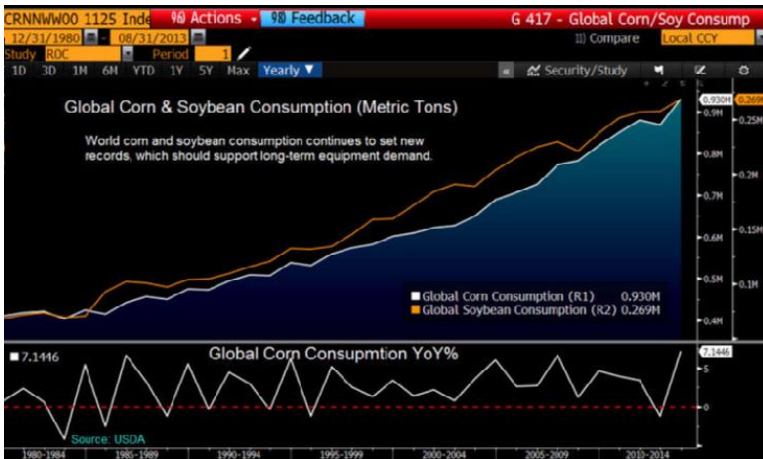 CRNNWW00 1125 Inde 96) Actions 98) Feedback G 417 - Global Corn/Soy Consump
12/31/1980 - 08/31/2013 11) Compare Local CCY
Study ROC Period 1
1D 3D 1M 6M YTD 1Y 5Y Max Yearly ▼ « Security/Study
Global Corn & Soybean Consumption (Metric Tons)
World corn and soybean consumption continues to set new
records, which should support long-term equipment demand.
0.930M 0.269M
0.9M 0.25M
0.8M
0.2M
0.7M
0.15M
0.6M
0.5M
0.1M
0.4M
Global Corn Consumption (R1) 0.930M
Global Soybean Consumption (R2) 0.269M
7.1446 Global Corn Consupmtion YoY% 7.1446
5
0
Source: USDA
1980-1984 1985-1989 1990-1994 1995-1999 2000-2004 2005-2009 2010-2014